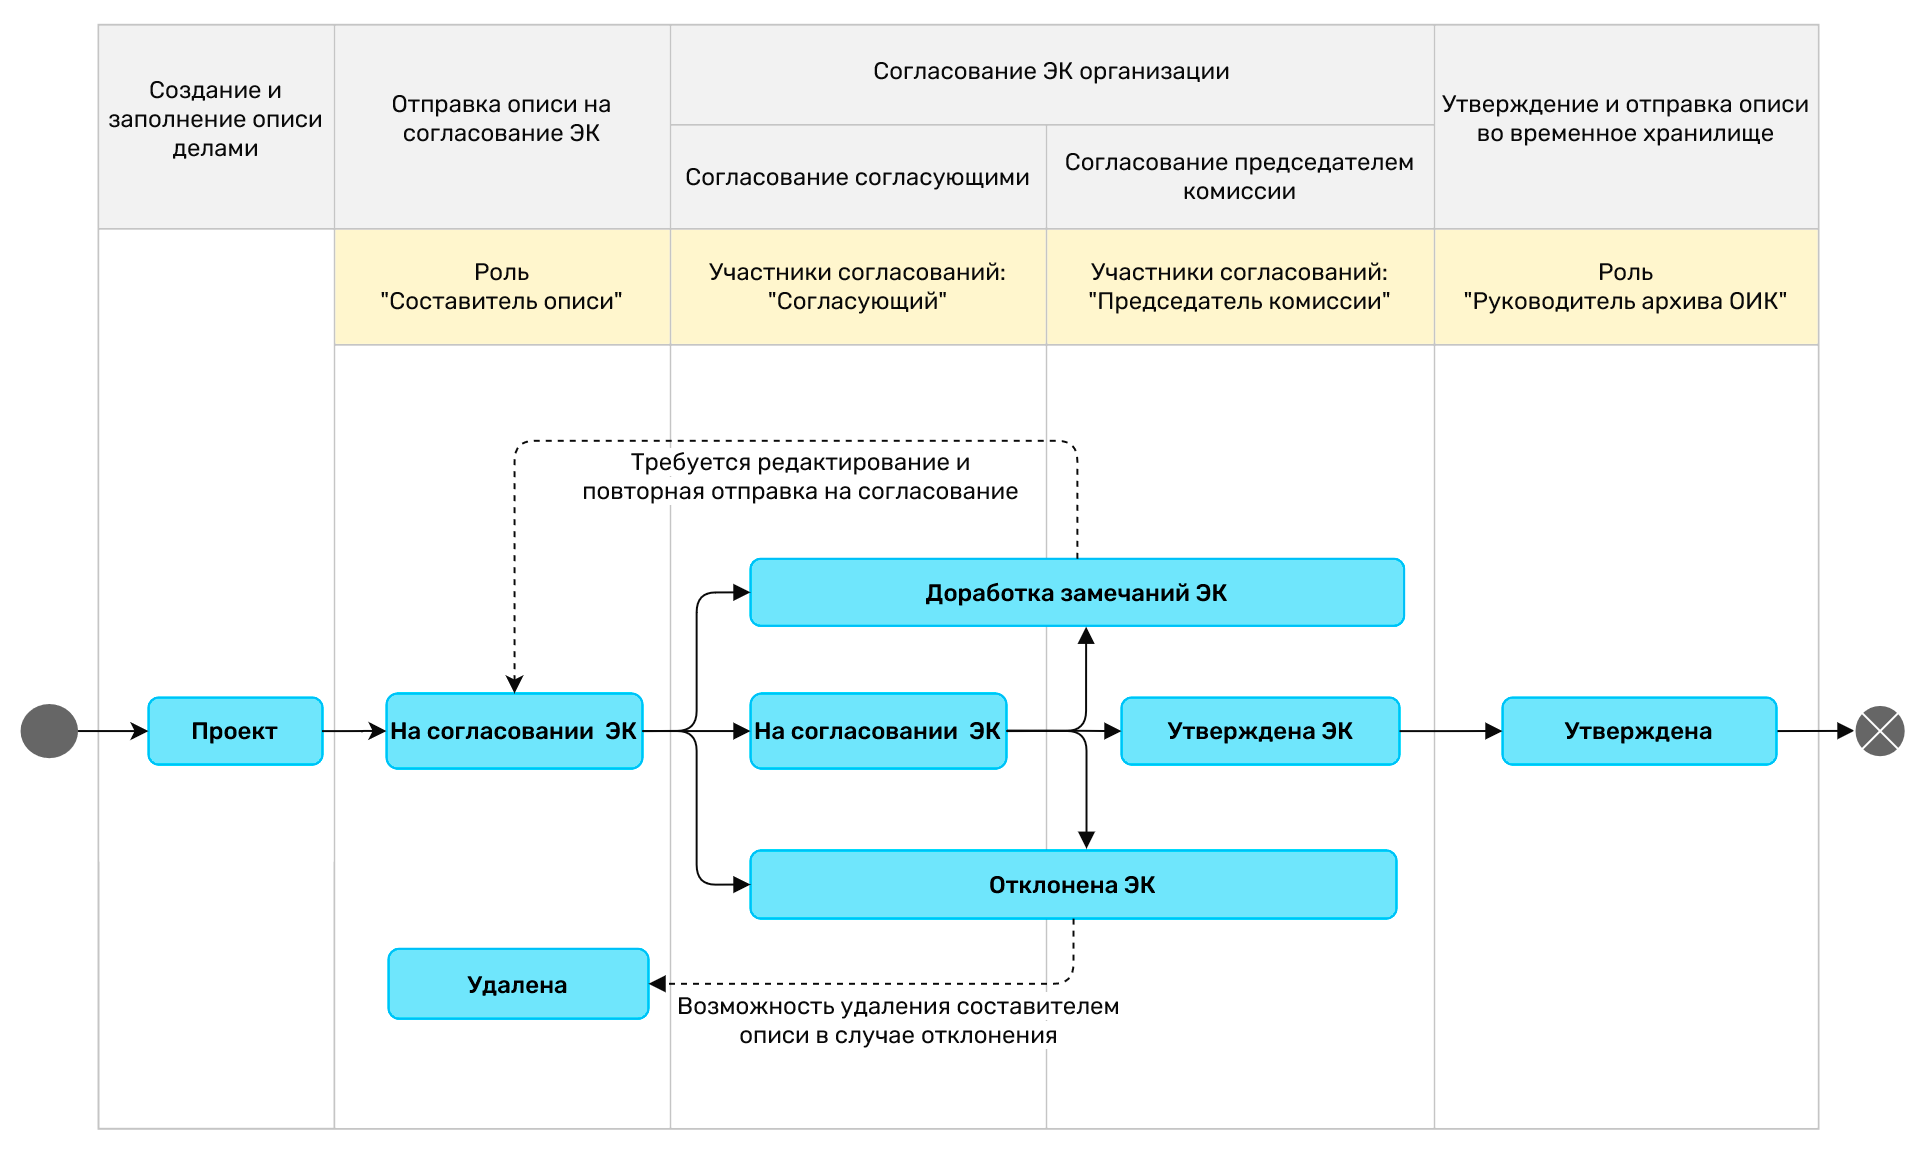 Создание и
заполнение описи
делами
Отправка описи на
согласование ЭК
Согласование ЭК организации
Согласование согласующими
Согласование председателем
комиссии
Утверждение и отправка описи
во временное хранилище
Роль
"Составитель описи"
Участники согласований:
"Согласующий"
Участники согласований:
"Председатель комиссии"
Роль
"Руководитель архива ОИК"
Требуется редактирование и
повторная отправка на согласование
Доработка замечаний ЭК
Проект
На согласовании ЭК
На согласовании ЭК
Утверждена ЭК
Утверждена
Отклонена ЭК
Удалена
Возможность удаления составителем
описи в случае отклонения